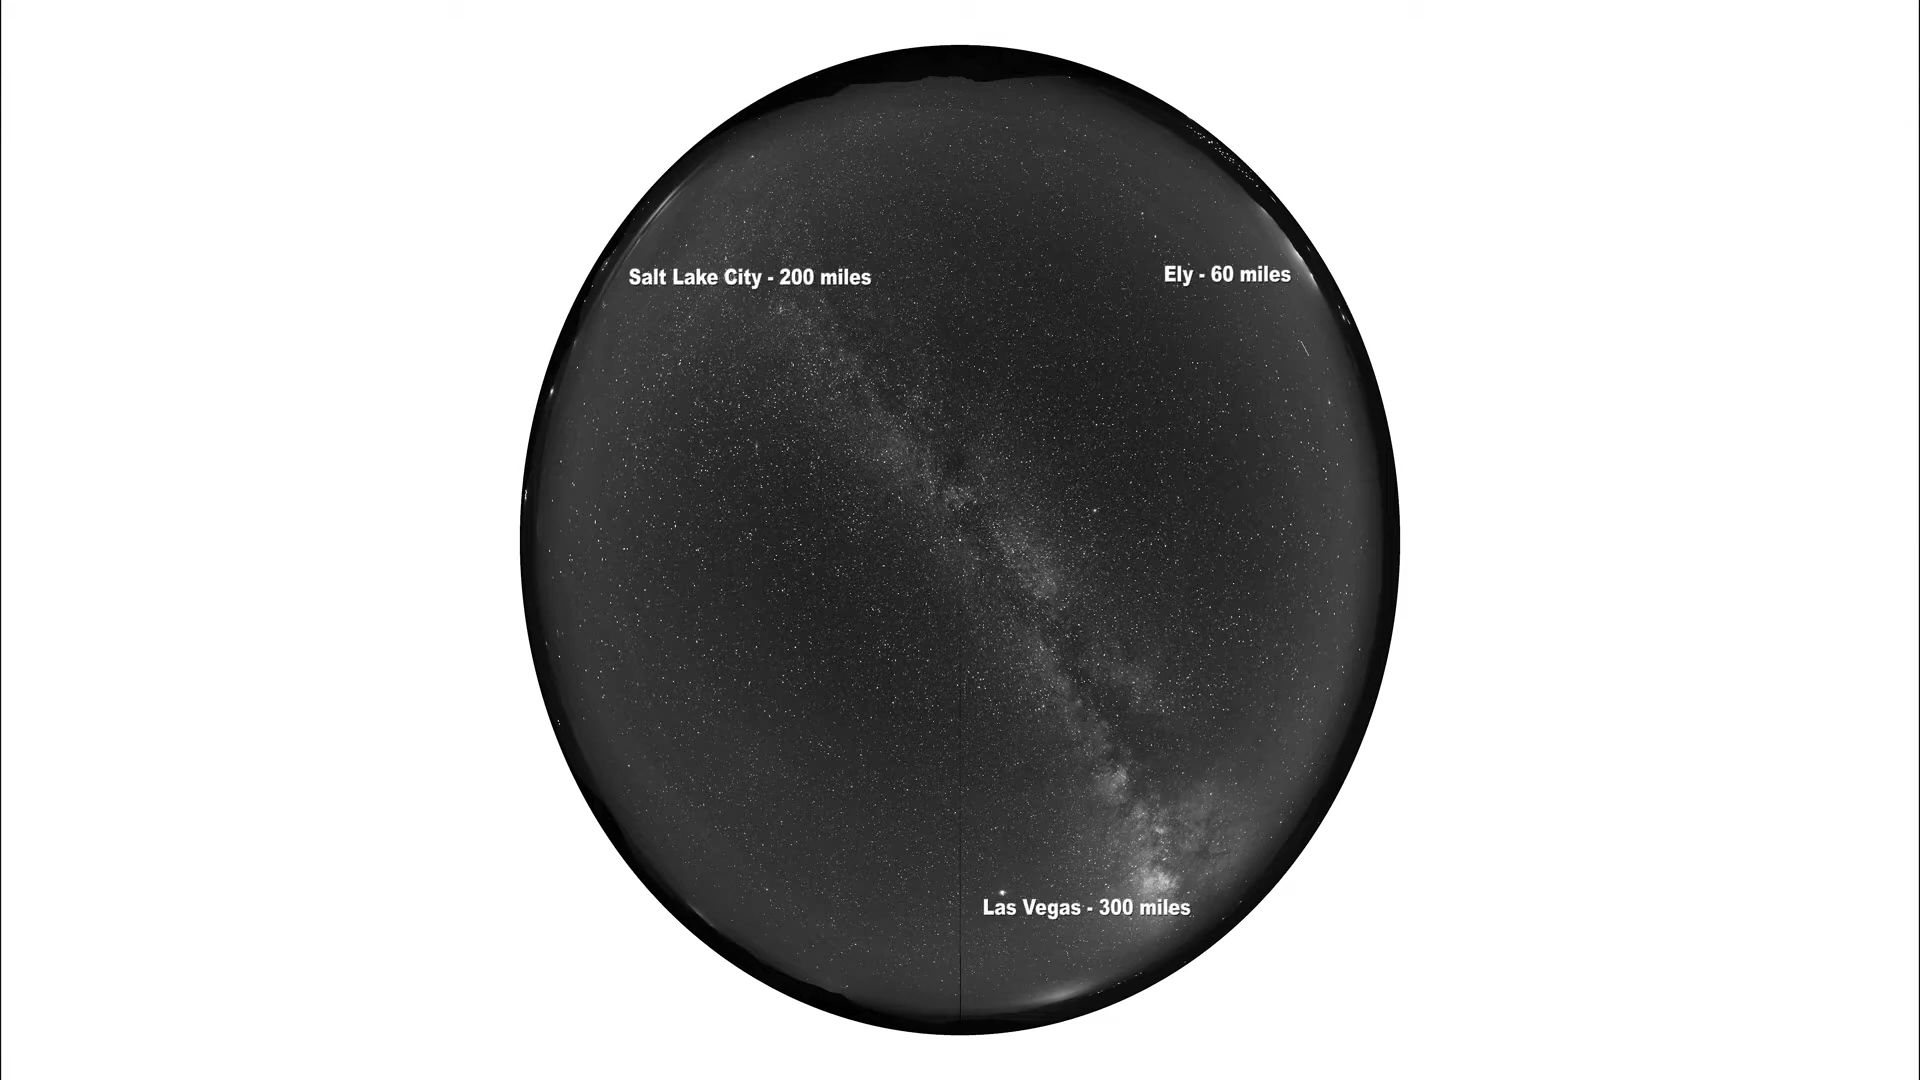 Salt Lake City - 200 miles
Ely - 60 miles
Las Vegas - 300 miles